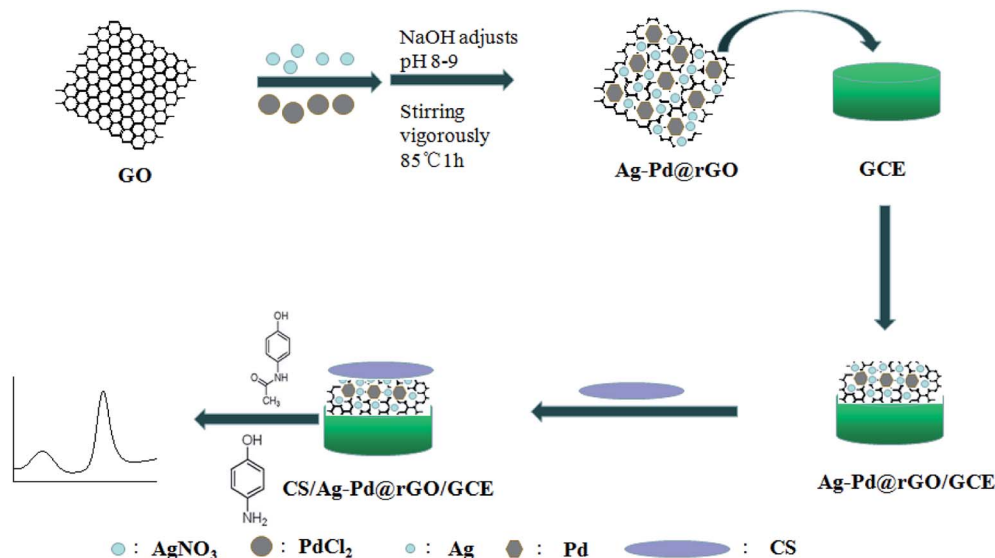 NaOH adjusts
pH 8-9
Stirring
vigorously
85℃1h
GO
Ag-Pd@rGO
GCE
OH
O
NH
CH₃
OH
NH₂
CS/Ag-Pd@rGO/GCE
Ag-Pd@rGO/GCE
: AgNO₃ : PdCl₂ : Ag : Pd : CS